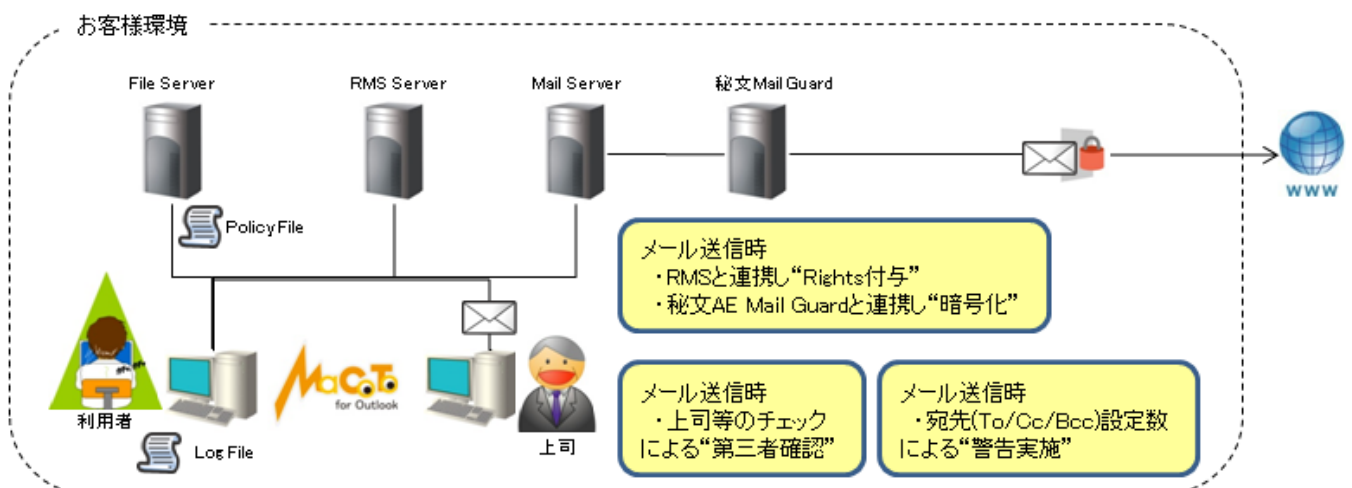 お客様環境
File Server
RMS Server
Mail Server
秘文Mail Guard
www
Policy File
メール送信時
・RMSと連携し“Rights付与”
・秘文AE Mail Guardと連携し“暗号化”
MaCoTo
for Outlook
利用者
上司
Log File
メール送信時
・上司等のチェック
による“第三者確認”
メール送信時
・宛先(To/Cc/Bcc)設定数
による“警告実施”